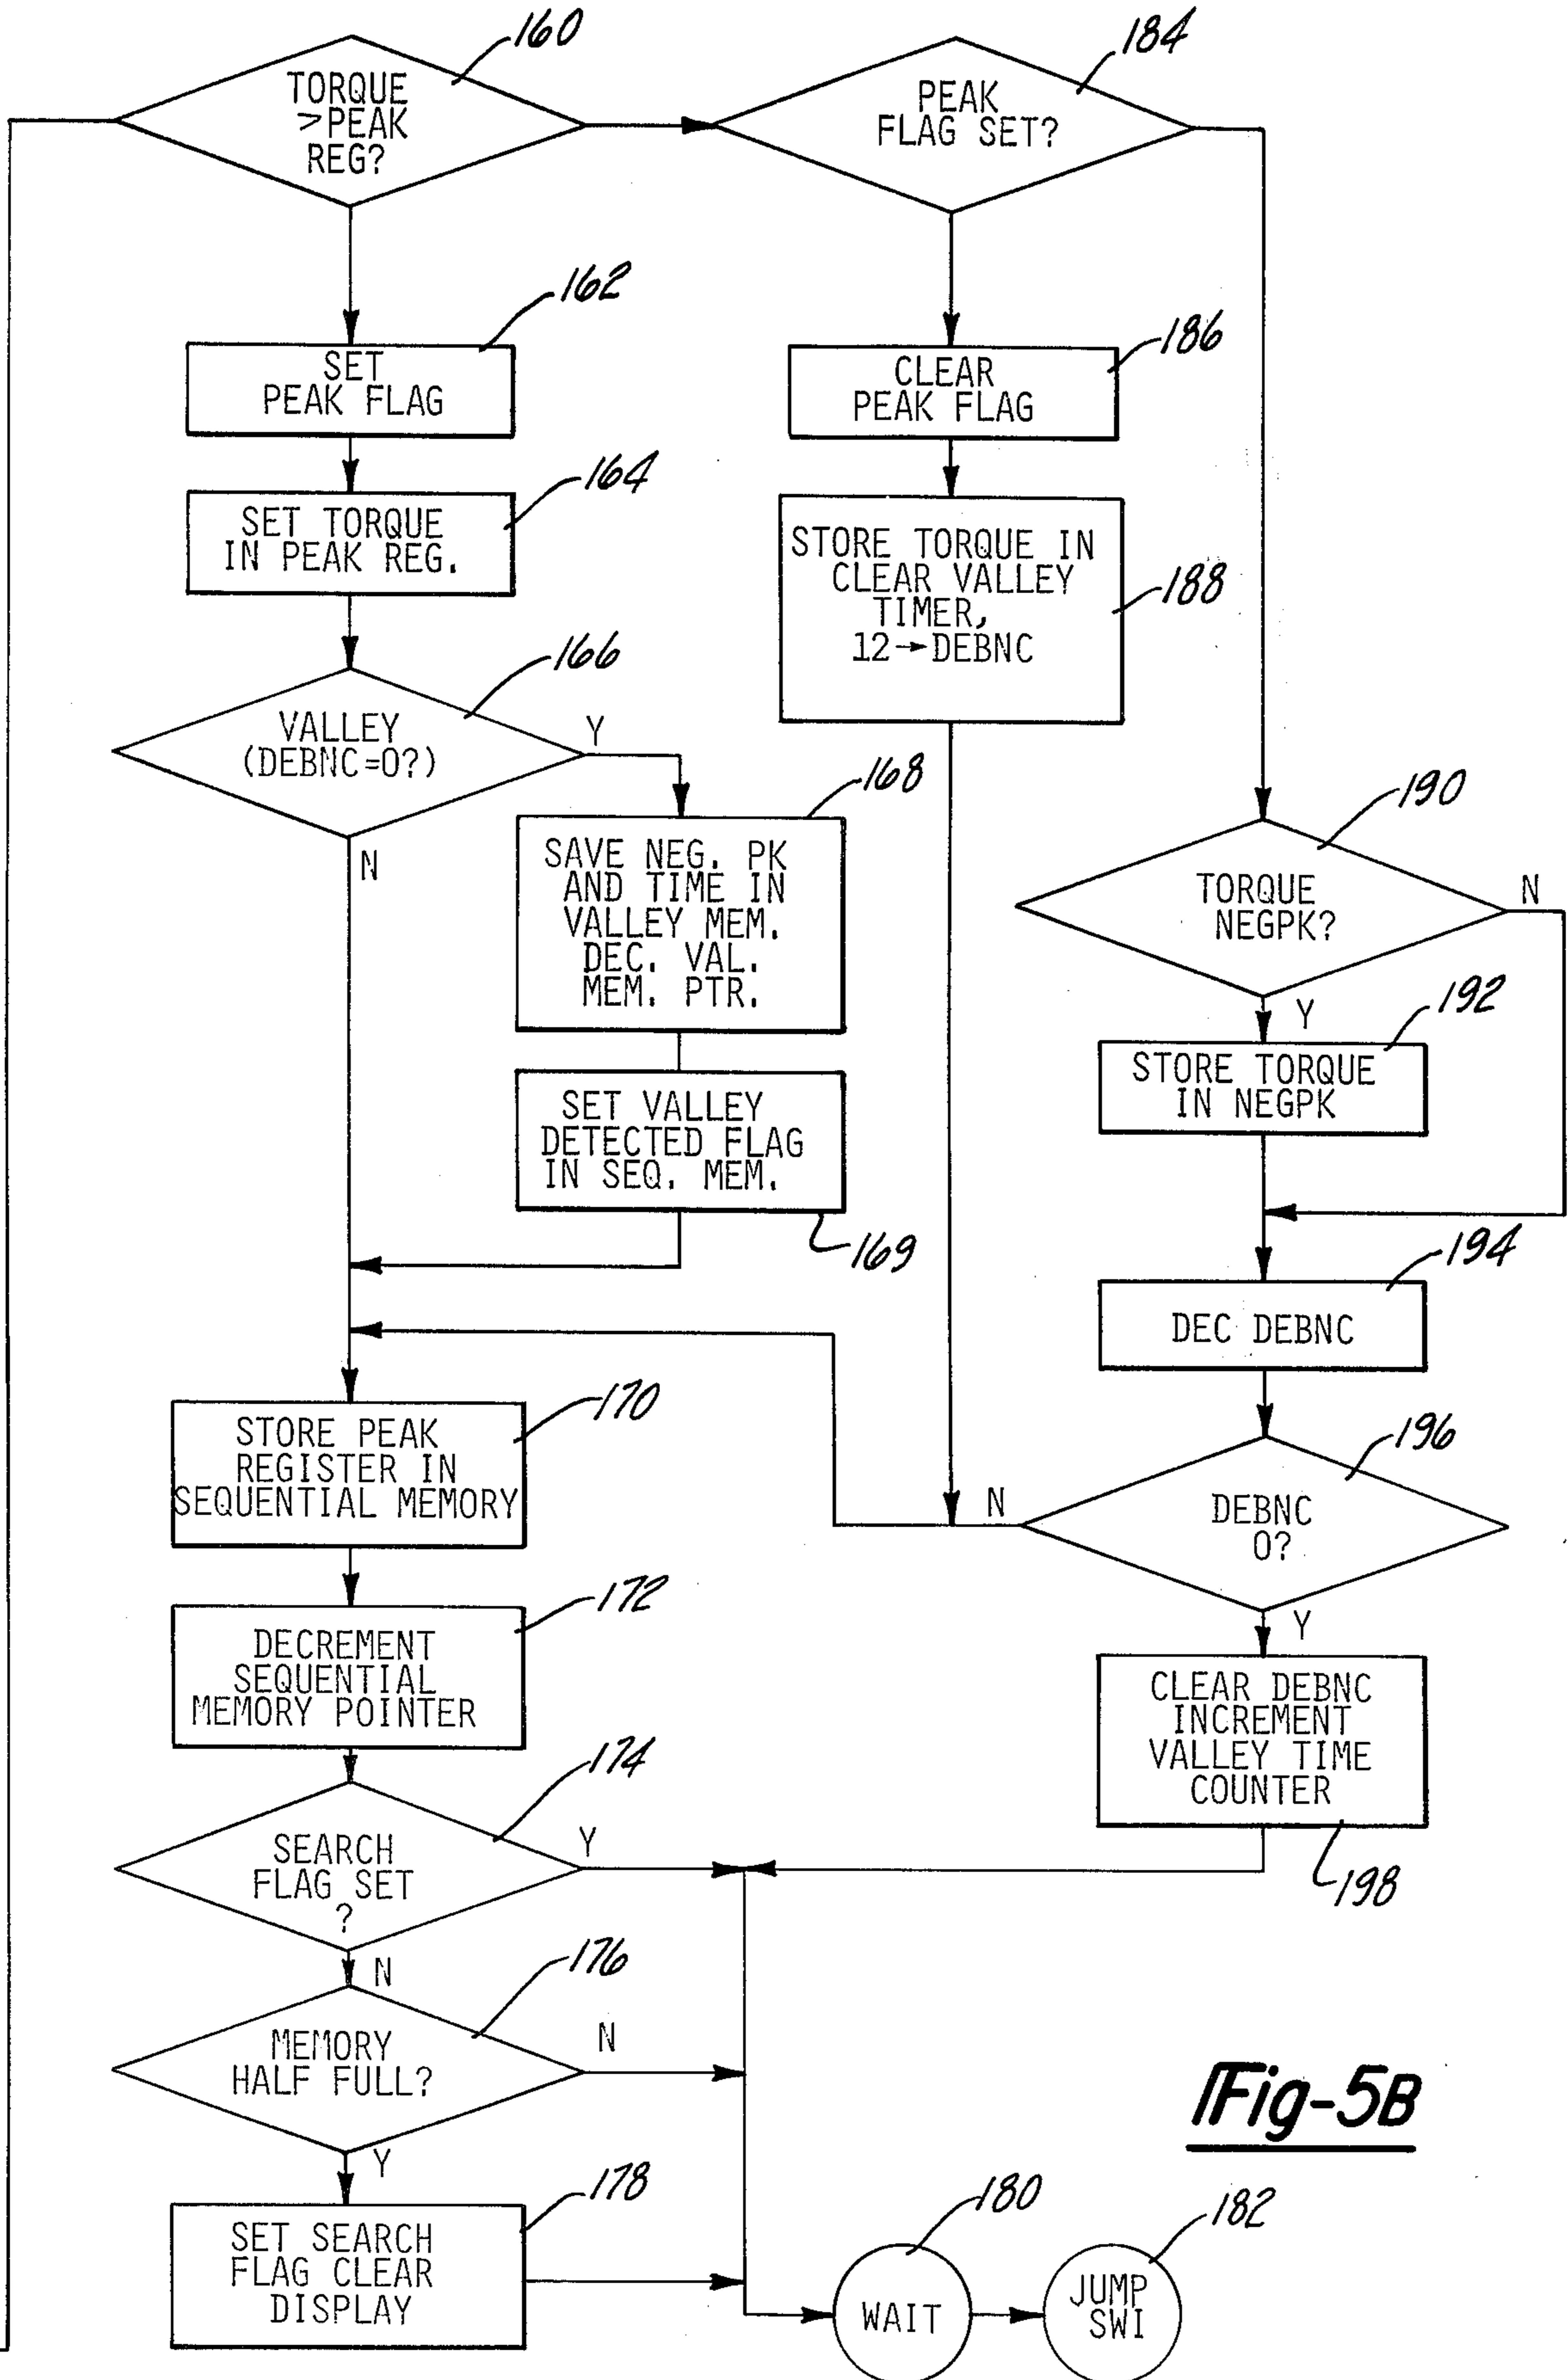 160
TORQUE
>PEAK
REG?
184
PEAK
FLAG SET?
162
SET
PEAK FLAG
186
CLEAR
PEAK FLAG
164
SET TORQUE
IN PEAK REG.
188
STORE TORQUE IN
CLEAR VALLEY
TIMER,
12→DEBNC
166
VALLEY
(DEBNC=0?)
Y
N
168
SAVE NEG. PK
AND TIME IN
VALLEY MEM.
DEC. VAL.
MEM. PTR.
190
TORQUE
NEGPK?
N
Y
192
STORE TORQUE
IN NEGPK
SET VALLEY
DETECTED FLAG
IN SEQ. MEM.
169
194
DEC DEBNC
170
STORE PEAK
REGISTER IN
SEQUENTIAL MEMORY
196
DEBNC
0?
N
Y
172
DECREMENT
SEQUENTIAL
MEMORY POINTER
CLEAR DEBNC
INCREMENT
VALLEY TIME
COUNTER
198
174
SEARCH
FLAG SET
?
Y
N
176
MEMORY
HALF FULL?
N
Y
178
SET SEARCH
FLAG CLEAR
DISPLAY
180
WAIT
182
JUMP
SWI
Fig-5B